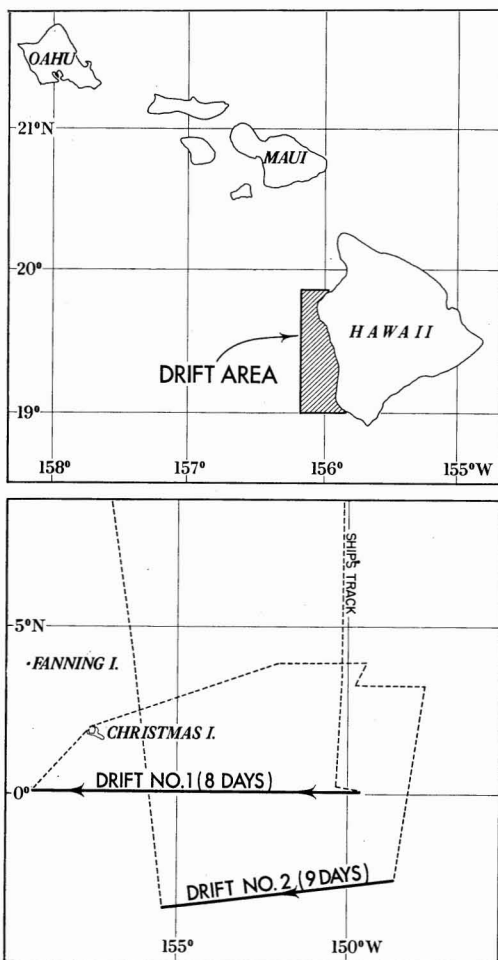 OAHU
21°N
MAUI
20°
HAWAII
DRIFT AREA
19°
158°
157°
156°
155°W
SHIP'S TRACK
5°N
FANNING I.
CHRISTMAS I.
DRIFT NO.1 (8 DAYS)
0°
DRIFT NO.2 (9 DAYS)
155°
150°W